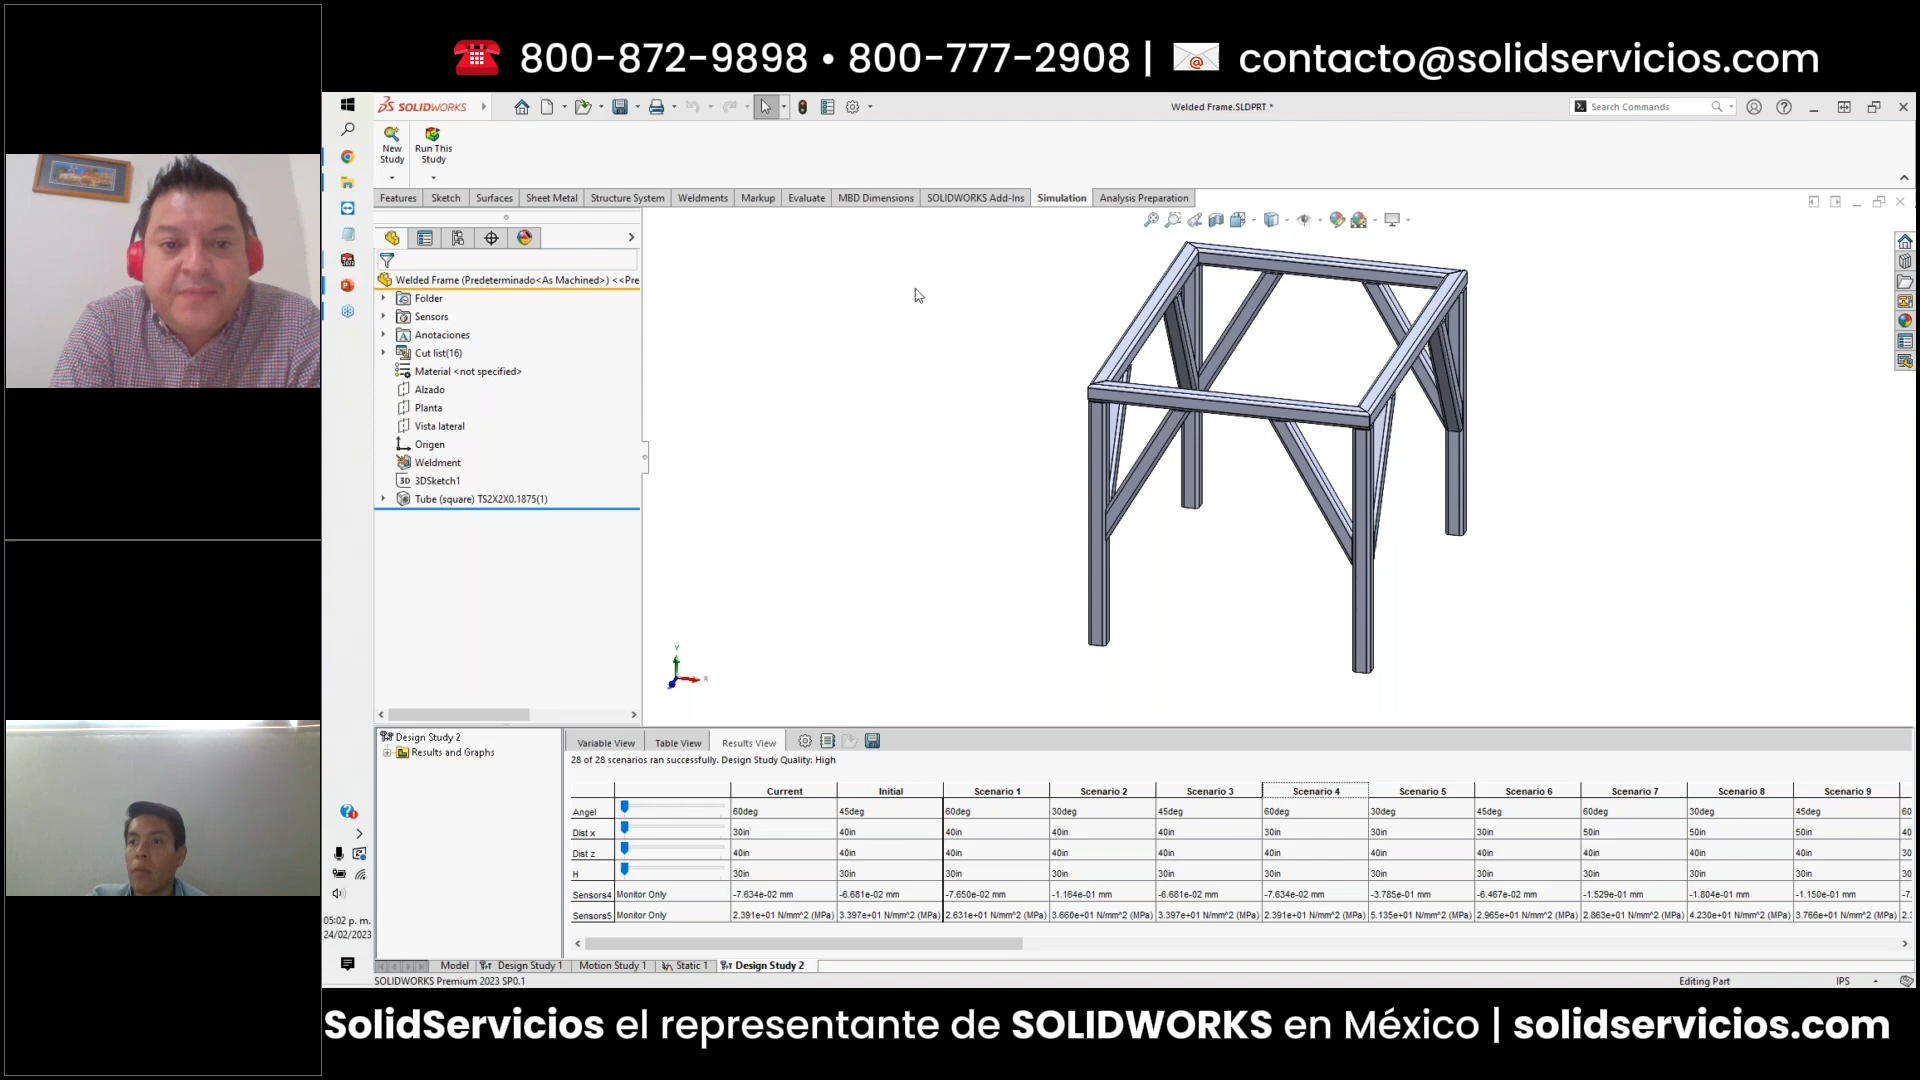 800-872-9898 • 800-777-2908 | contacto@solidservicios.com
SOLIDWORKS
Welded Frame.SLDPRT *
Search Commands
New Study
Run This Study
Features
Sketch
Surfaces
Sheet Metal
Structure System
Weldments
Markup
Evaluate
MBD Dimensions
SOLIDWORKS Add-Ins
Simulation
Analysis Preparation
Welded Frame (Predeterminado<As Machined>) <<Pre
Folder
Sensors
Anotaciones
Cut list(16)
Material <not specified>
Alzado
Planta
Vista lateral
Origen
Weldment
3D 3DSketch1
Tube (square) TS2X2X0.1875(1)
Y
X
Design Study 2
Results and Graphs
Variable View
Table View
Results View
28 of 28 scenarios ran successfully. Design Study Quality: High
Current Initial Scenario 1 Scenario 2 Scenario 3 Scenario 4 Scenario 5 Scenario 6 Scenario 7 Scenario 8 Scenario 9
Angel 60deg 45deg 60deg 30deg 45deg 60deg 30deg 45deg 60deg 30deg 45deg 60
Dist x 30in 40in 40in 40in 40in 30in 30in 30in 50in 50in 50in 40
Dist z 40in 40in 40in 40in 40in 40in 40in 40in 40in 40in 40in 30
H 30in 30in 30in 30in 30in 30in 30in 30in 30in 30in 30in 30
Sensors4 Monitor Only -7.634e-02 mm -6.681e-02 mm -7.650e-02 mm -1.164e-01 mm -6.681e-02 mm -7.634e-02 mm -3.785e-01 mm -6.467e-02 mm -1.529e-01 mm -1.804e-01 mm -1.150e-01 mm -7.
Sensors5 Monitor Only 2.391e+01 N/mm^2 (MPa) 3.397e+01 N/mm^2 (MPa) 2.631e+01 N/mm^2 (MPa) 3.660e+01 N/mm^2 (MPa) 3.397e+01 N/mm^2 (MPa) 2.391e+01 N/mm^2 (MPa) 5.135e+01 N/mm^2 (MPa) 2.965e+01 N/mm^2 (MPa) 2.863e+01 N/mm^2 (MPa) 4.230e+01 N/mm^2 (MPa) 3.766e+01 N/mm^2 (MPa) 2.
05:02 p. m.
24/02/2023
Model
Design Study 1
Motion Study 1
Static 1
Design Study 2
SOLIDWORKS Premium 2023 SP0.1
Editing Part
IPS
SolidServicios el representante de SOLIDWORKS en México | solidservicios.com